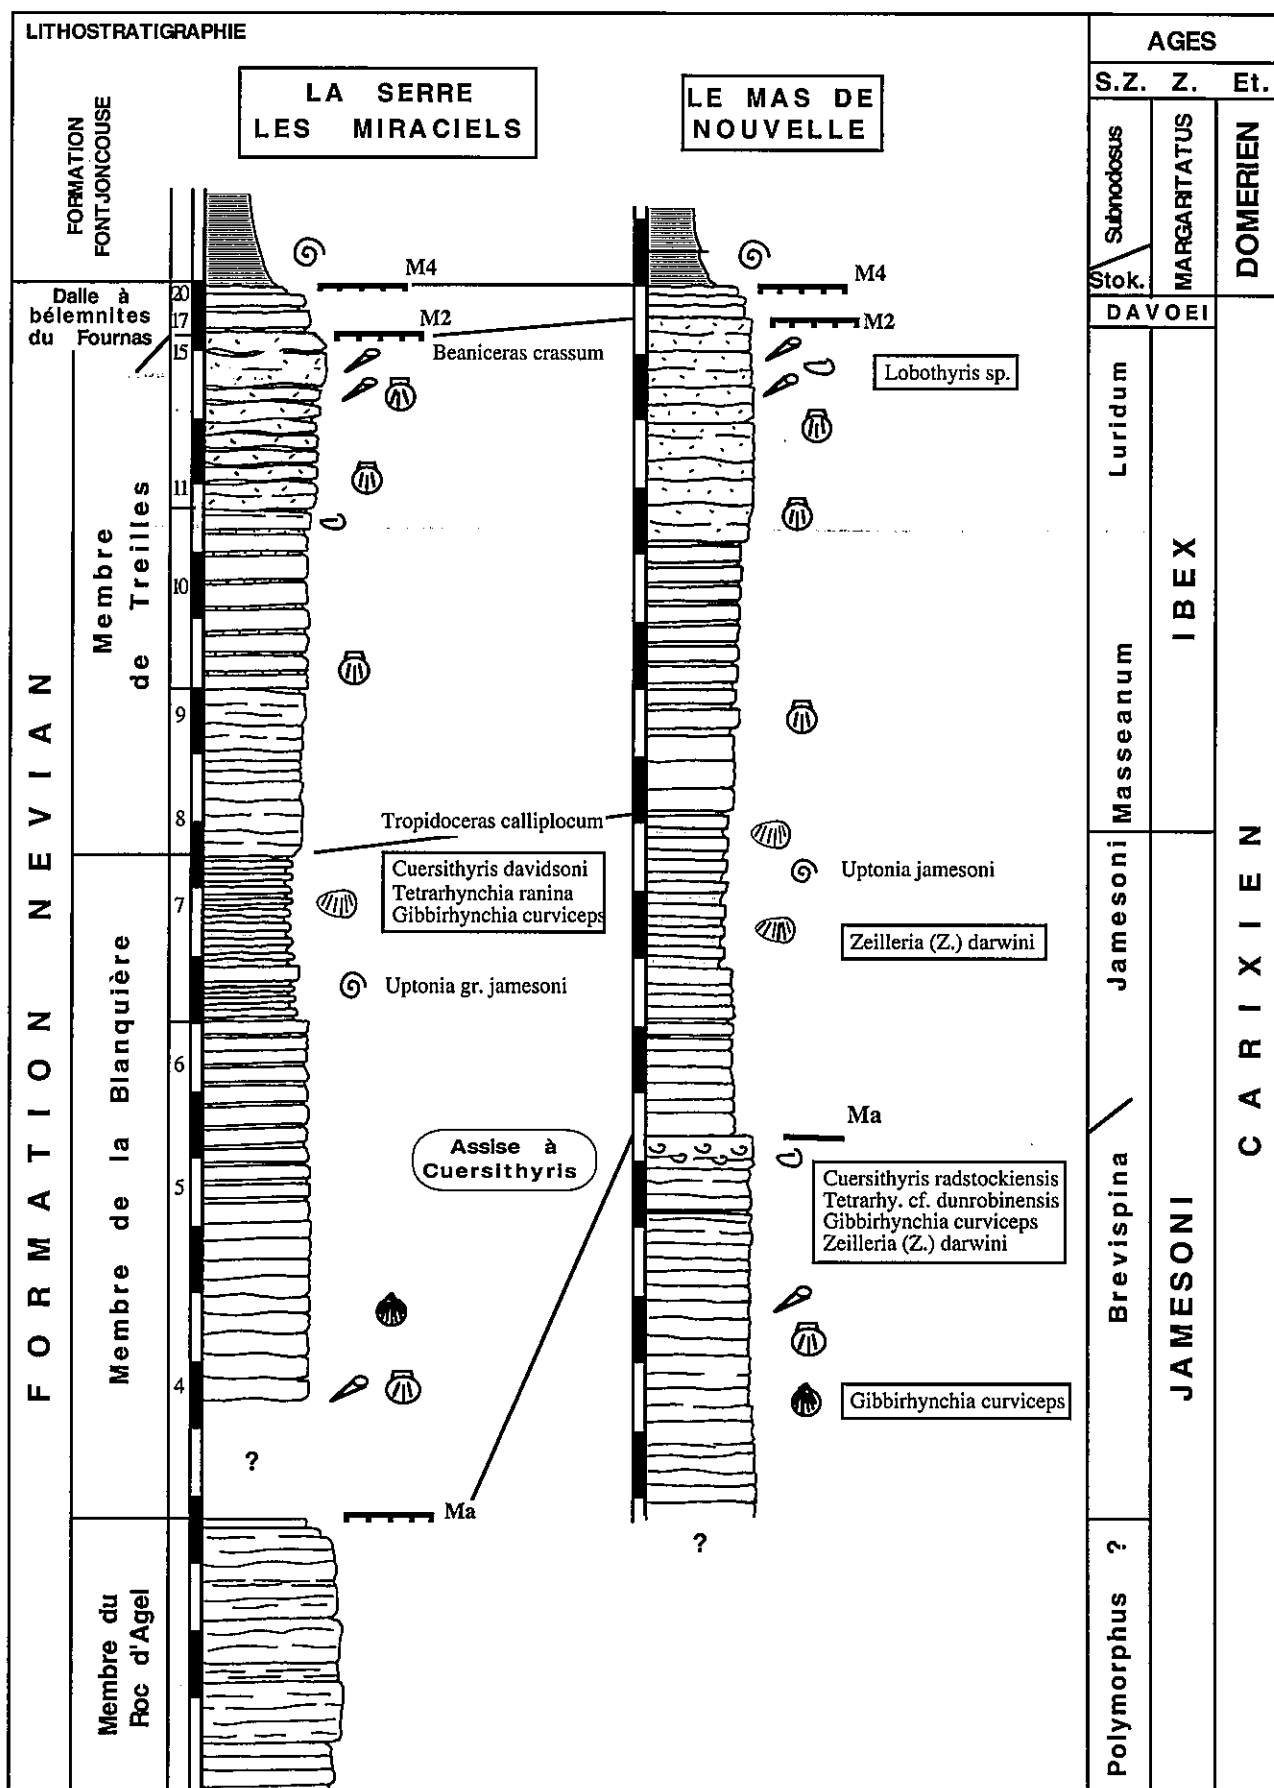 LITHOSTRATIGRAPHIE
AGES
S.Z. Z. Et.
LA SERRE
LES MIRACIELS
LE MAS DE
NOUVELLE
FORMATION
FONTJONCOUSE
Subnodosus
MARGARITATUS
DOMERIEN
M4
M4
Stok.
Dalle à
bélemnites
du Fournas
20
17
15
M2
M2
DAVOEI
Beaniceras crassum
Lobothyris sp.
Luridum
11
Membre
de Treilles
10
IBEX
9
Masseanum
8
Tropidoceras calliplocum
FORMATION NEVIAN
Cuersithyris davidsoni
Tetrarhynchia ranina
Gibbirhynchia curviceps
7
Uptonia jamesoni
Zeilleria (Z.) darwini
Jamesoni
Uptonia gr. jamesoni
CARIXIEN
Membre de la Blanquière
6
Ma
Assise à
Cuersithyris
5
Cuersithyris radstockiensis
Tetrarhy. cf. dunrobinensis
Gibbirhynchia curviceps
Zeilleria (Z.) darwini
Brevispina
JAMESONI
4
Gibbirhynchia curviceps
?
Ma
?
Membre du
Roc d'Agel
Polymorphus ?